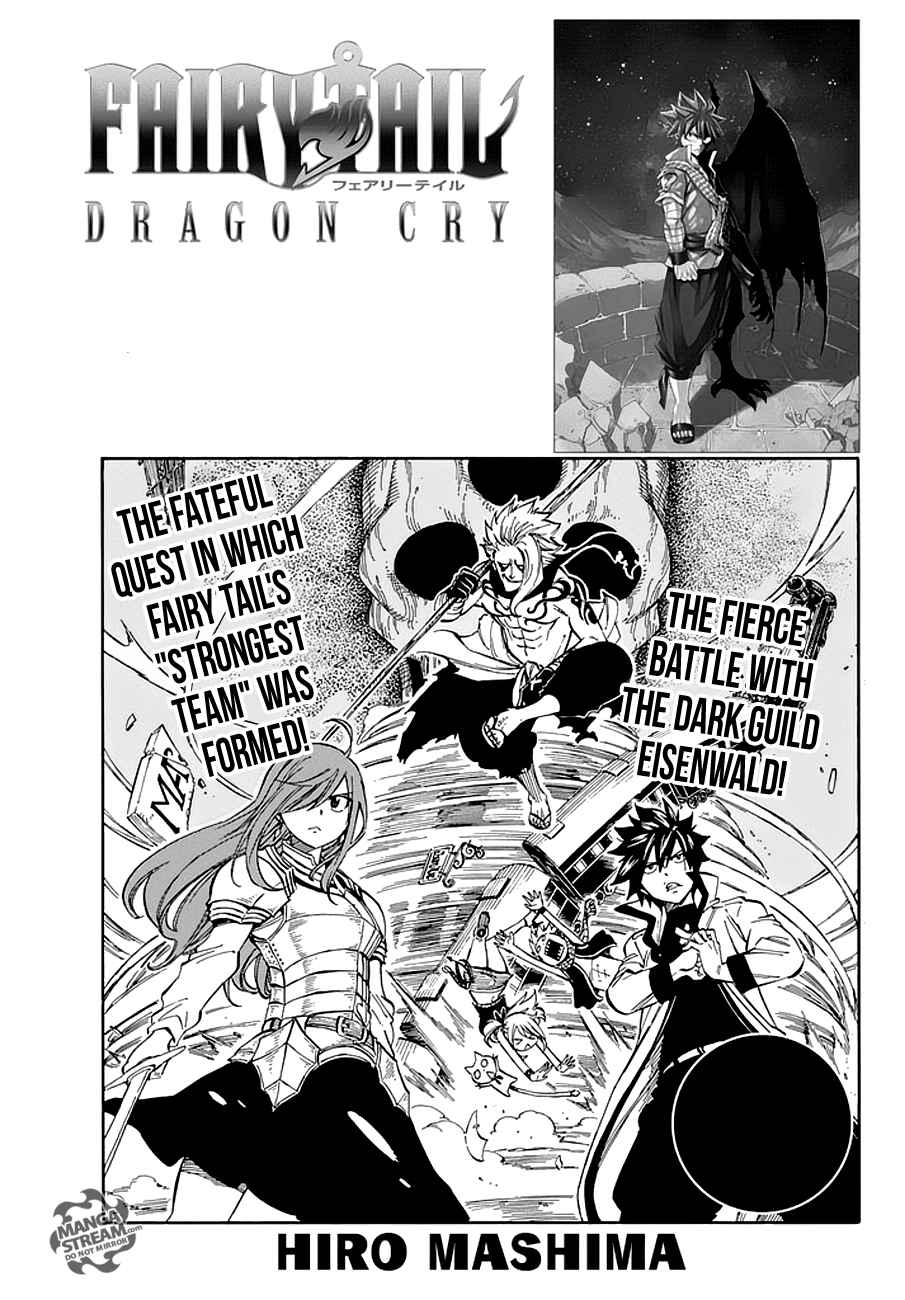 FAIRY TAIL
フェアリーテイル
DRAGON CRY
THE FATEFUL
QUEST IN WHICH
FAIRY TAIL'S
"STRONGEST
TEAM" WAS
FORMED!
THE FIERCE
BATTLE WITH
THE DARK GUILD
EISENWALD!
MAP
MANGA
STREAM.com
DO NOT MIRROR
HIRO MASHIMA